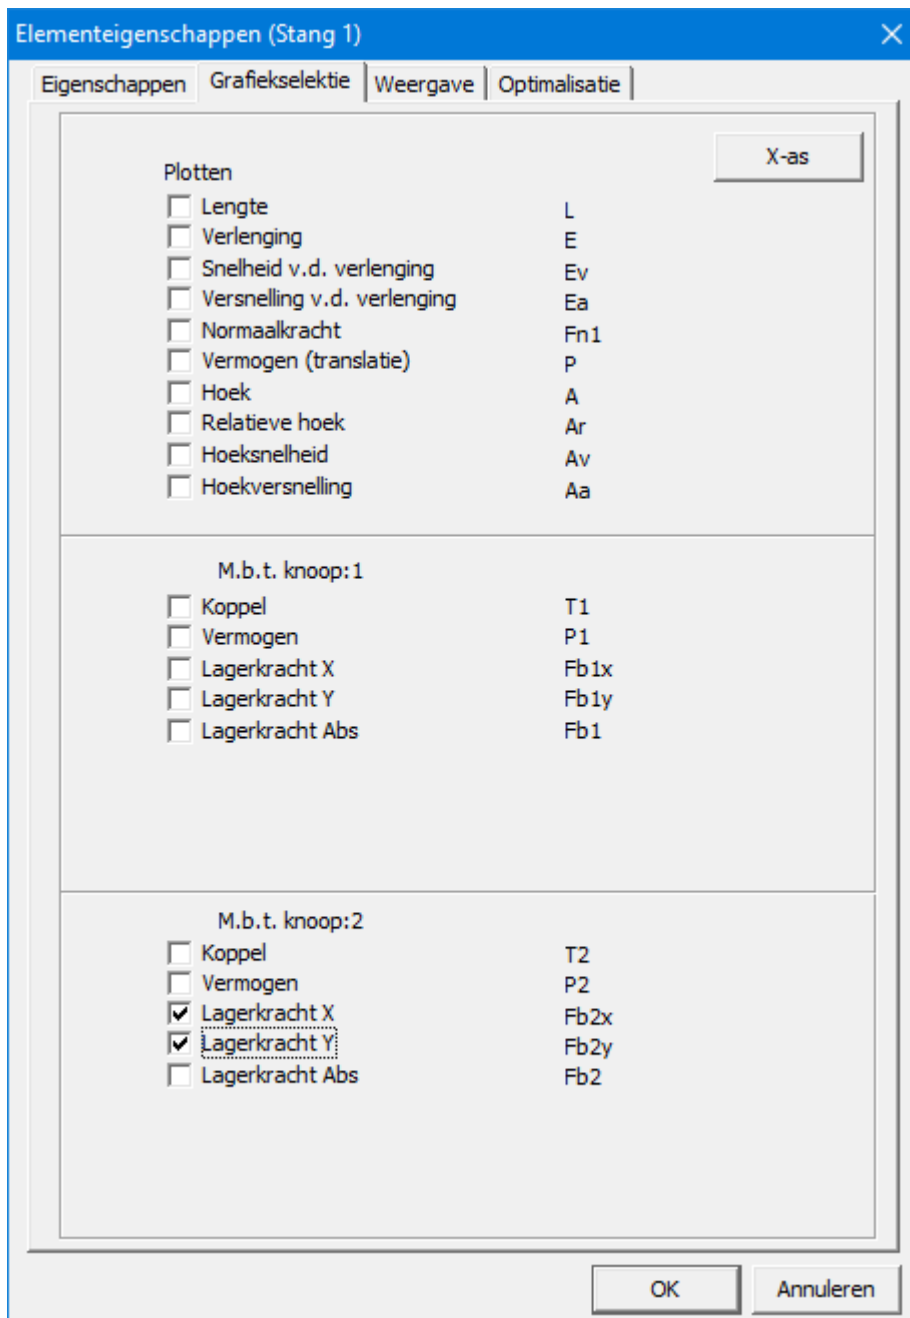 Elementeigenschappen (Stang 1)
Eigenschappen Grafiekselektie Weergave Optimalisatie
X-as
Plotten
Lengte L
Verlenging E
Snelheid v.d. verlenging Ev
Versnelling v.d. verlenging Ea
Normaalkracht Fn1
Vermogen (translatie) P
Hoek A
Relatieve hoek Ar
Hoeksnelheid Av
Hoekversnelling Aa
M.b.t. knoop:1
Koppel T1
Vermogen P1
Lagerkracht X Fb1x
Lagerkracht Y Fb1y
Lagerkracht Abs Fb1
M.b.t. knoop:2
Koppel T2
Vermogen P2
Lagerkracht X Fb2x
Lagerkracht Y Fb2y
Lagerkracht Abs Fb2
OK Annuleren